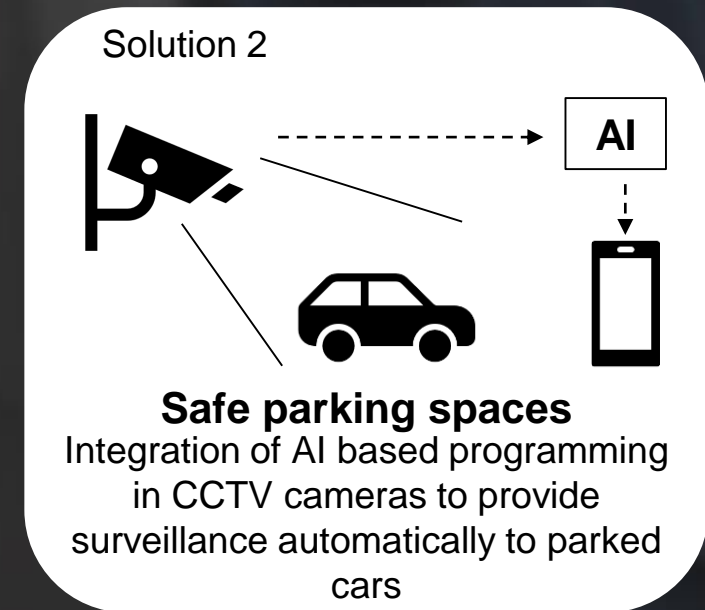 Solution 2
AI
Safe parking spaces
Integration of AI based programming
in CCTV cameras to provide
surveillance automatically to parked
cars